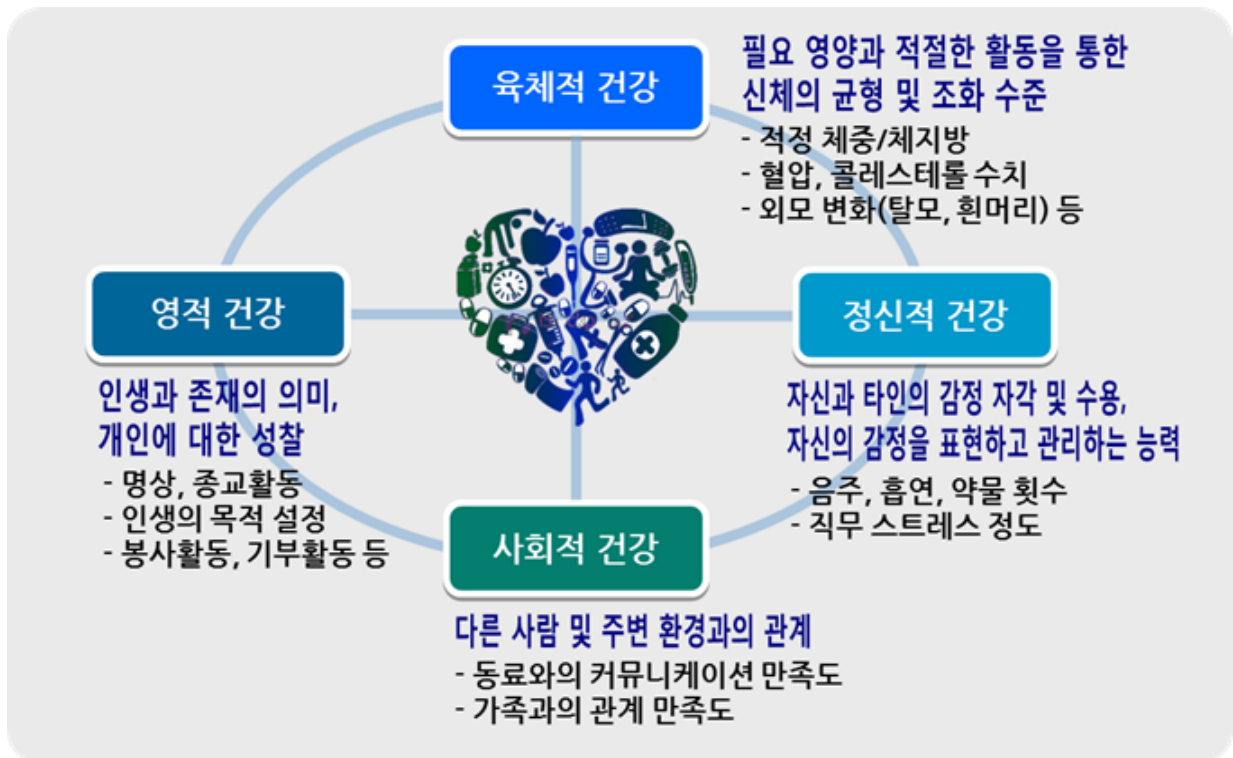 육체적 건강
필요 영양과 적절한 활동을 통한
신체의 균형 및 조화 수준
- 적정 체중/체지방
- 혈압, 콜레스테롤 수치
- 외모 변화(탈모, 흰머리) 등
영적 건강
인생과 존재의 의미,
개인에 대한 성찰
- 명상, 종교활동
- 인생의 목적 설정
- 봉사활동, 기부활동 등
정신적 건강
자신과 타인의 감정 자각 및 수용,
자신의 감정을 표현하고 관리하는 능력
- 음주, 흡연, 약물 횟수
- 직무 스트레스 정도
사회적 건강
다른 사람 및 주변 환경과의 관계
- 동료와의 커뮤니케이션 만족도
- 가족과의 관계 만족도